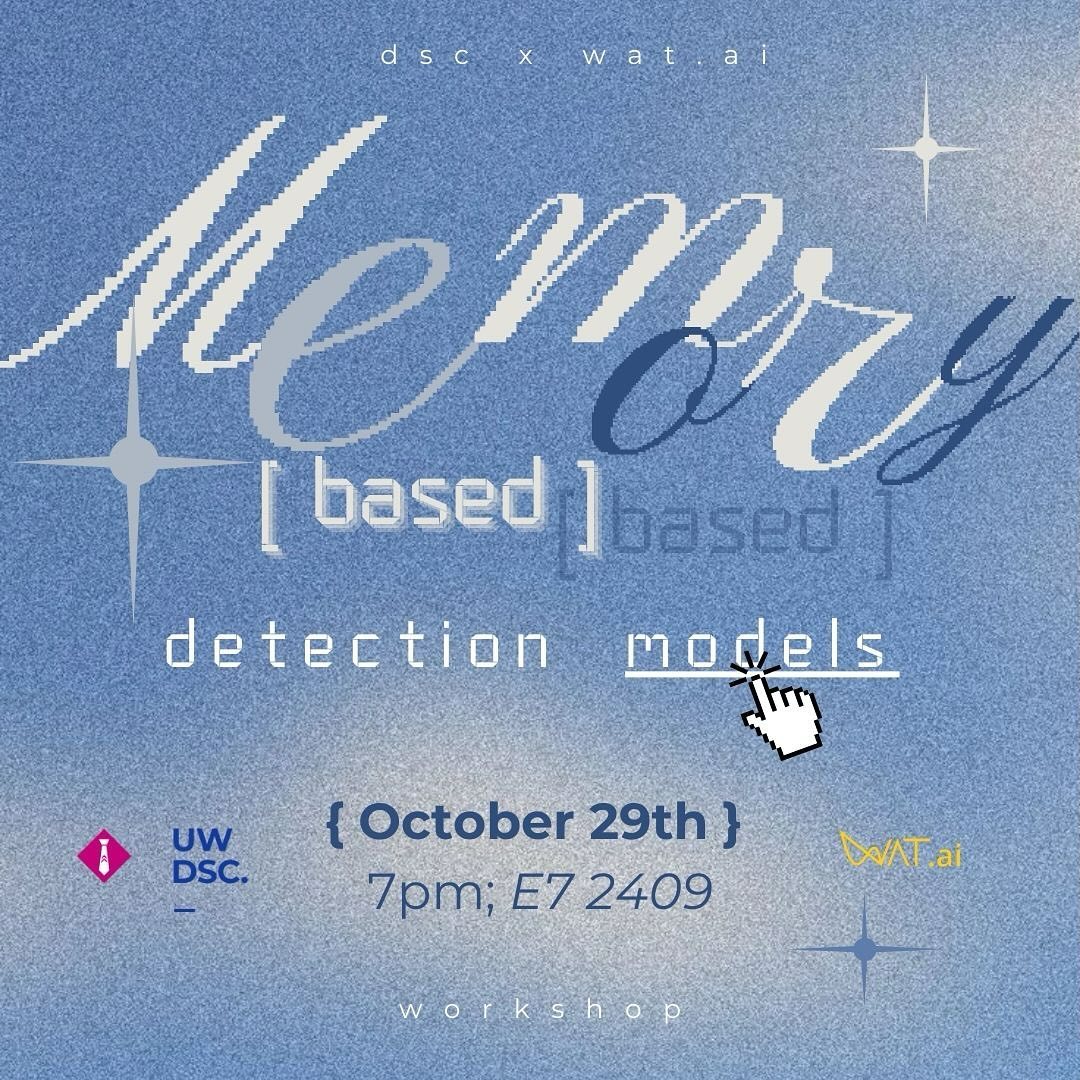 dsc x wat.ai
Memory
[ based ]
[ based ]
detection models
{ October 29th }
7pm; E7 2409
UW
DSC.
WAT.ai
workshop